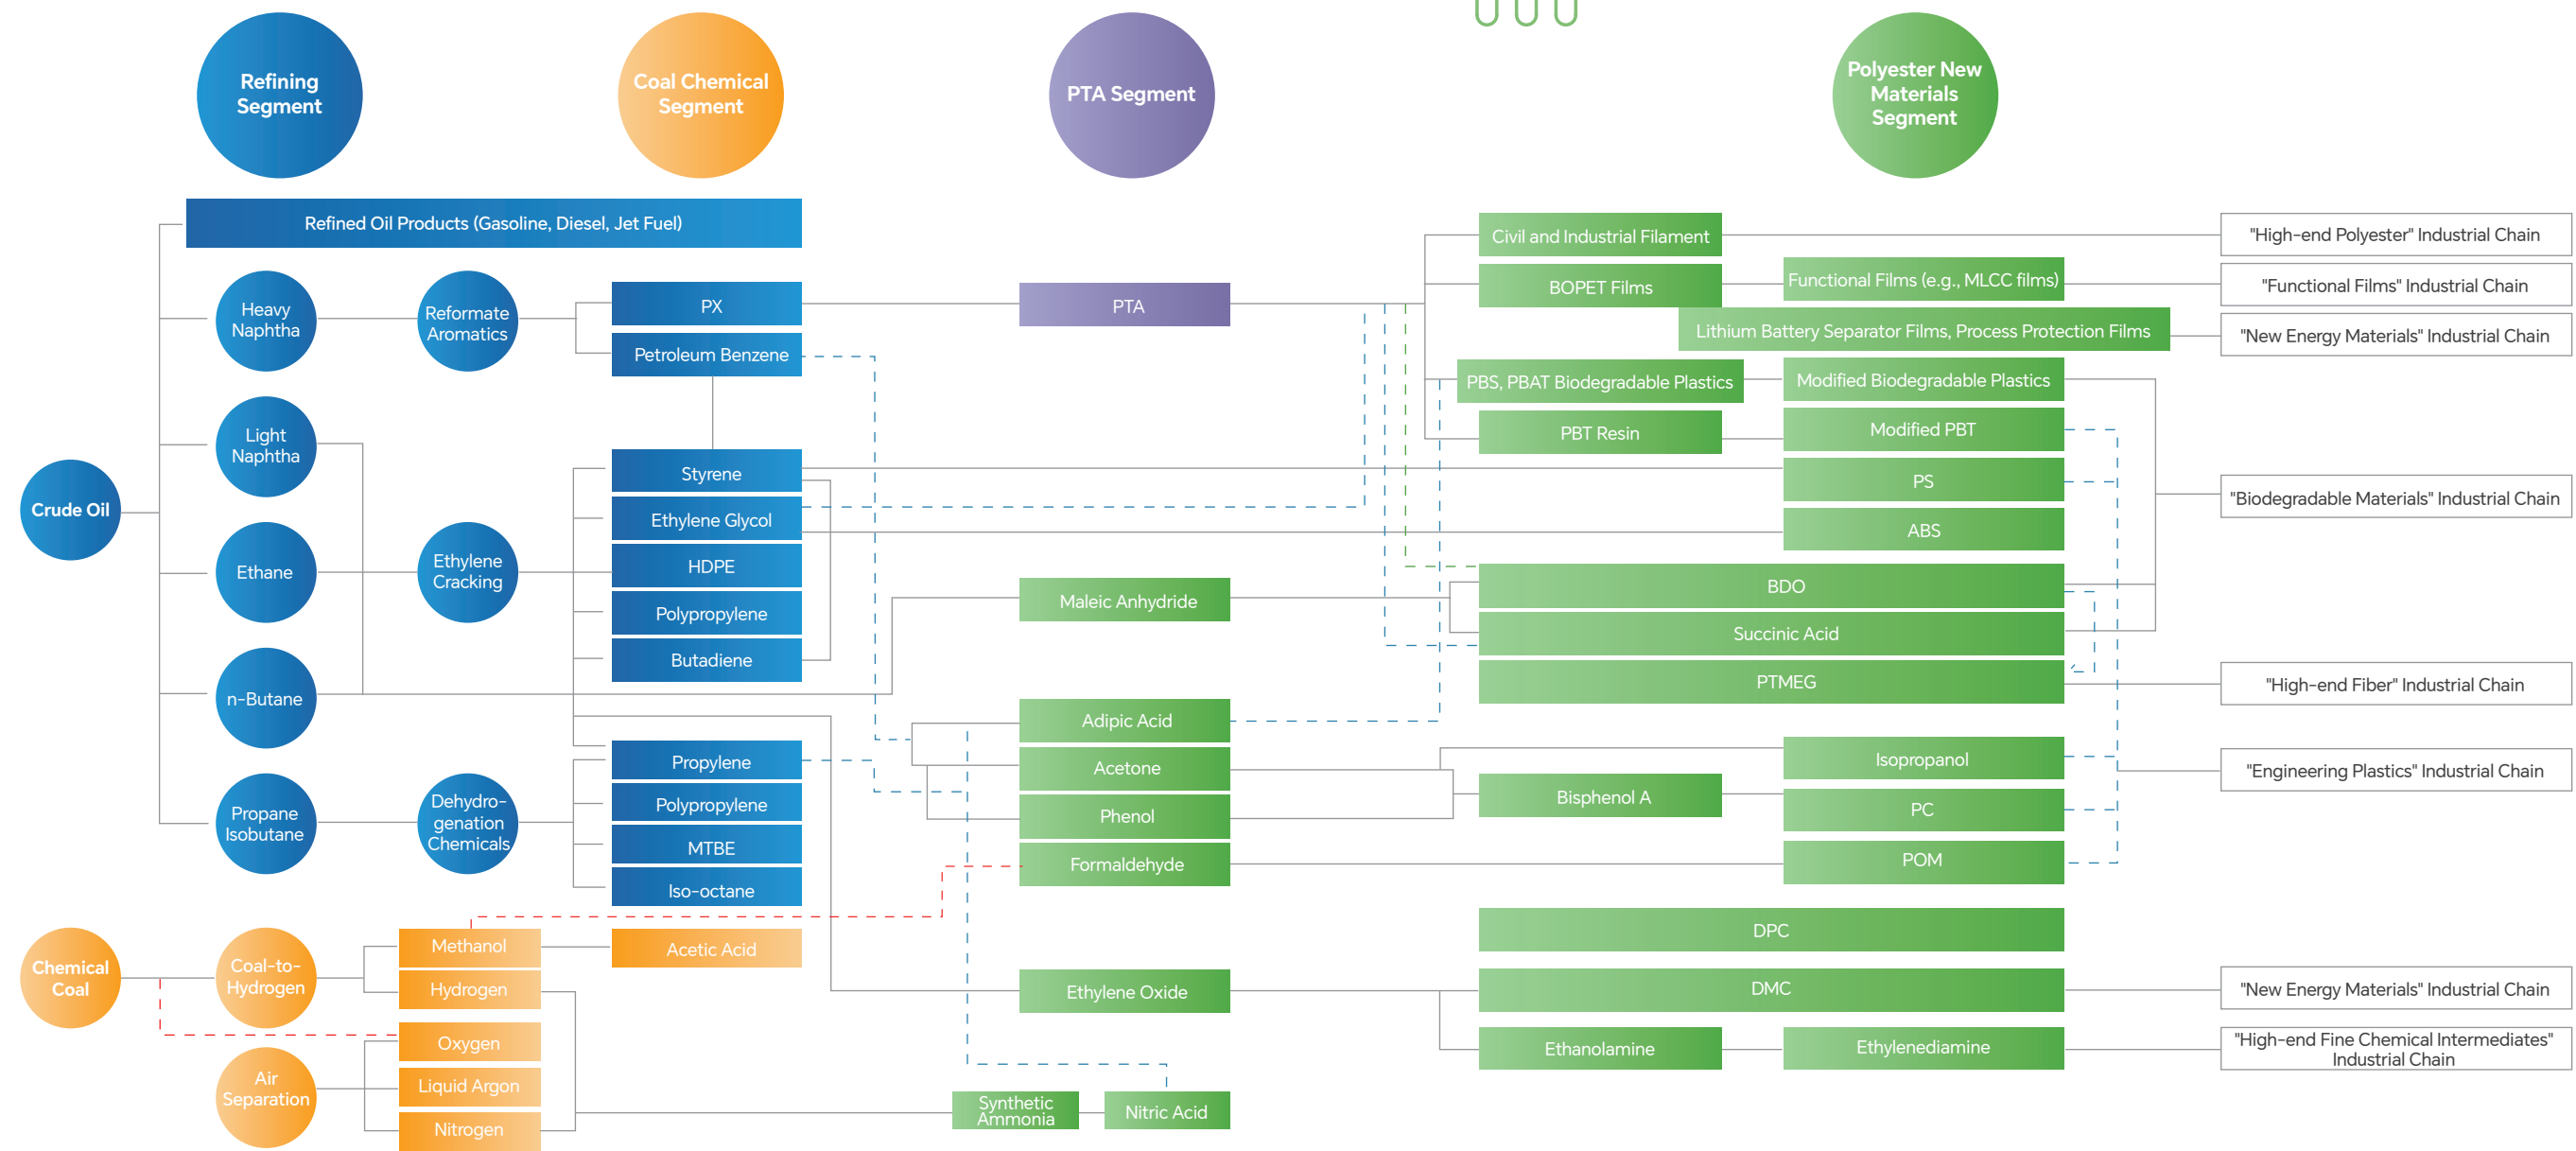 Refining
Segment
Coal Chemical
Segment
PTA Segment
Polyester New
Materials
Segment
Crude Oil
Refined Oil Products (Gasoline, Diesel, Jet Fuel)
Heavy
Naphtha
Light
Naphtha
Ethane
n-Butane
Propane
Isobutane
Reformate
Aromatics
Ethylene
Cracking
Dehydro-
genation
Chemicals
PX
Petroleum Benzene
Styrene
Ethylene Glycol
HDPE
Polypropylene
Butadiene
Propylene
Polypropylene
MTBE
Iso-octane
Chemical
Coal
Coal-to-
Hydrogen
Air
Separation
Methanol
Hydrogen
Oxygen
Liquid Argon
Nitrogen
Acetic Acid
PTA
Maleic Anhydride
Adipic Acid
Acetone
Phenol
Formaldehyde
Ethylene Oxide
Synthetic
Ammonia
Nitric Acid
Civil and Industrial Filament
BOPET Films
Functional Films (e.g., MLCC films)
Lithium Battery Separator Films, Process Protection Films
PBS, PBAT Biodegradable Plastics
Modified Biodegradable Plastics
PBT Resin
Modified PBT
PS
ABS
BDO
Succinic Acid
PTMEG
Isopropanol
Bisphenol A
PC
POM
DPC
DMC
Ethanolamine
Ethylenediamine
"High-end Polyester" Industrial Chain
"Functional Films" Industrial Chain
"New Energy Materials" Industrial Chain
"Biodegradable Materials" Industrial Chain
"High-end Fiber" Industrial Chain
"Engineering Plastics" Industrial Chain
"New Energy Materials" Industrial Chain
"High-end Fine Chemical Intermediates"
Industrial Chain